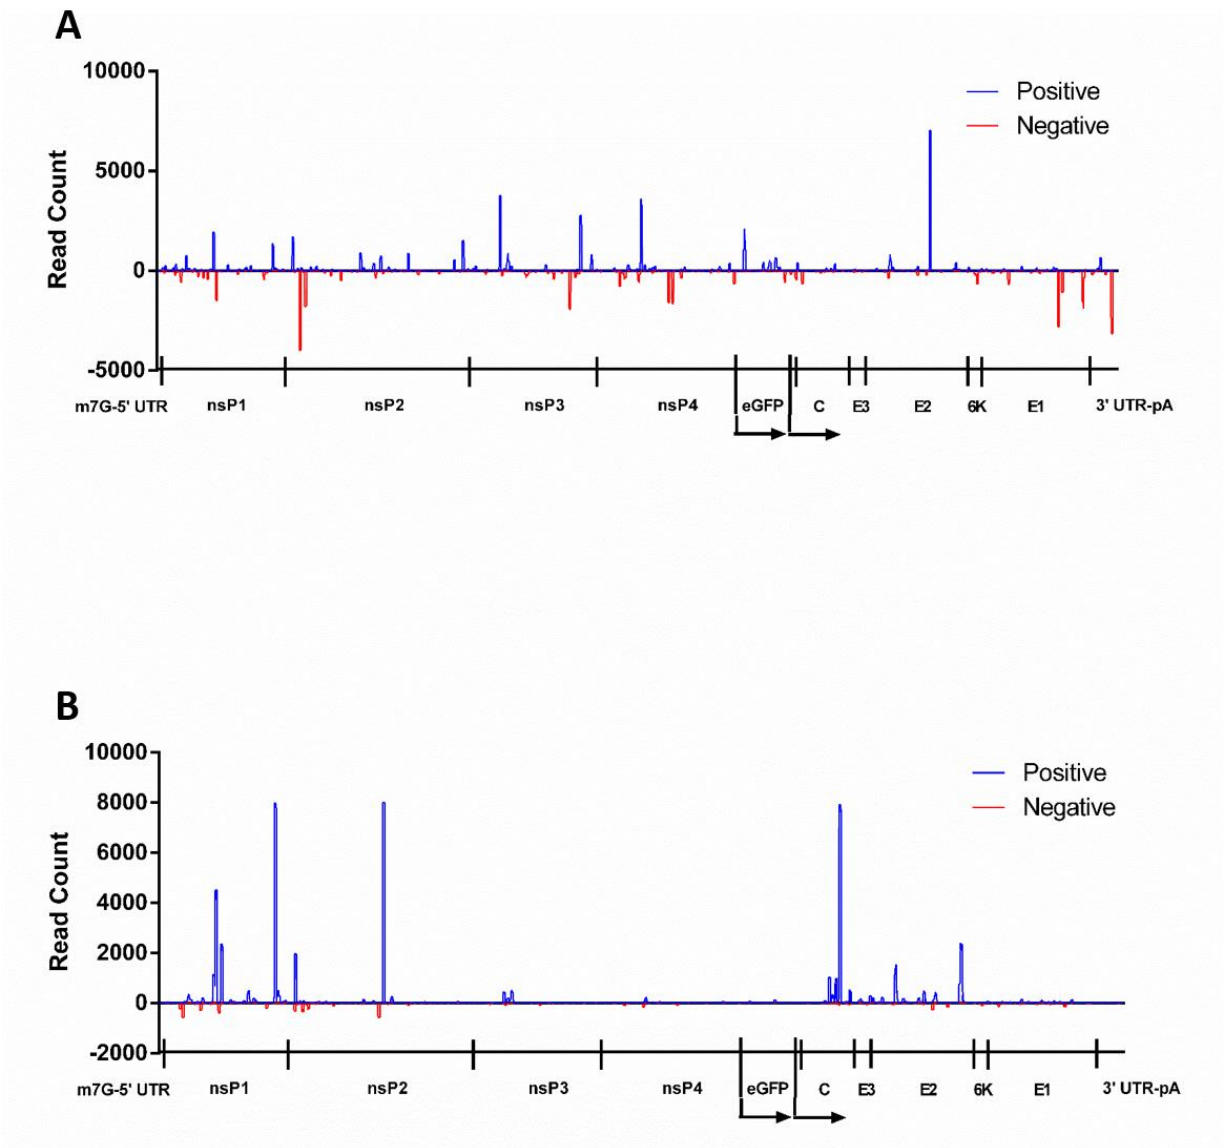 A
10000
5000
0
-5000
Read Count
Positive
Negative
m7G-5' UTR nsP1 nsP2 nsP3 nsP4 eGFP C E3 E2 6K E1 3' UTR-pA
B
10000
8000
6000
4000
2000
0
-2000
Read Count
Positive
Negative
m7G-5' UTR nsP1 nsP2 nsP3 nsP4 eGFP C E3 E2 6K E1 3' UTR-pA